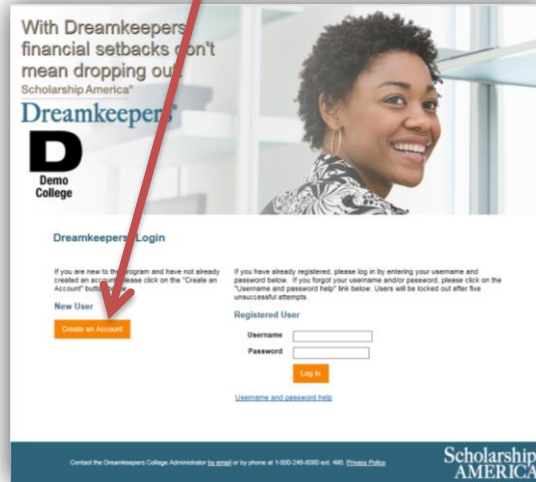 With Dreamkeepers
financial setbacks don't
mean dropping out.
Scholarship America®
Dreamkeepers®
D
Demo
College
Dreamkeepers Login
If you are new to the program and have not already
created an account please click on the "Create an
Account" button
New User
Create an Account
If you have already registered, please log in by entering your username and
password below. If you forgot your username and/or password, please click on the
"Username and password help" link below. Users will be locked out after five
unsuccessful attempts.
Registered User
Username
Password
Log In
Username and password help
Contact the Dreamkeepers College Administrator by email or by phone at 1-800-248-8080 ext. 490. Privacy Policy
Scholarship
AMERICA